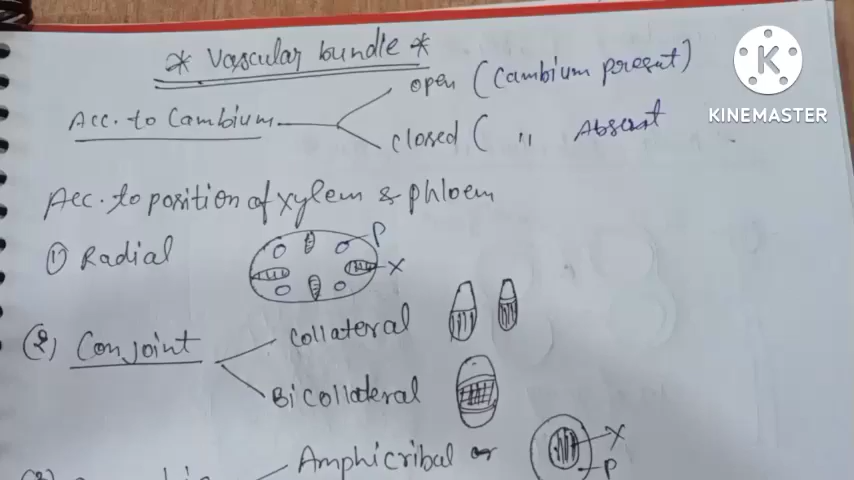 * Vascular bundle *
Acc. to Cambium
open (Cambium present)
closed ( " Absent
Acc. to position of xylem & phloem
① Radial
P
X
(2) Conjoint
Collateral
Bicollateral
Amphicribal or
X
P
K
KINEMASTER